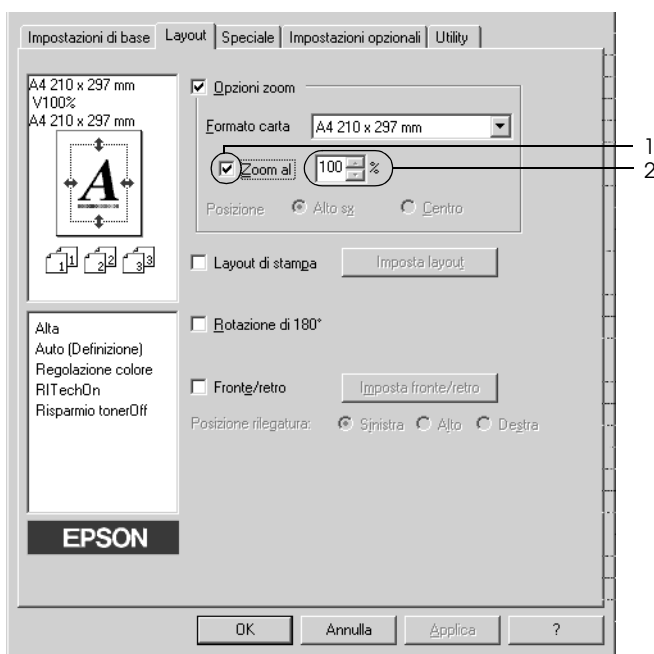 Impostazioni di base Layout Speciale Impostazioni opzionali Utility
A4 210 x 297 mm
V100%
A4 210 x 297 mm
A
1 1 2 2 3 3
Opzioni zoom
Formato carta A4 210 x 297 mm
Zoom al 100 %
1
2
Posizione Alto sx Centro
Layout di stampa Imposta layout
Rotazione di 180°
Fronte/retro Imposta fronte/retro
Posizione rilegatura: Sinistra Alto Destra
Alta
Auto (Definizione)
Regolazione colore
RITechOn
Risparmio tonerOff
EPSON
OK Annulla Applica ?